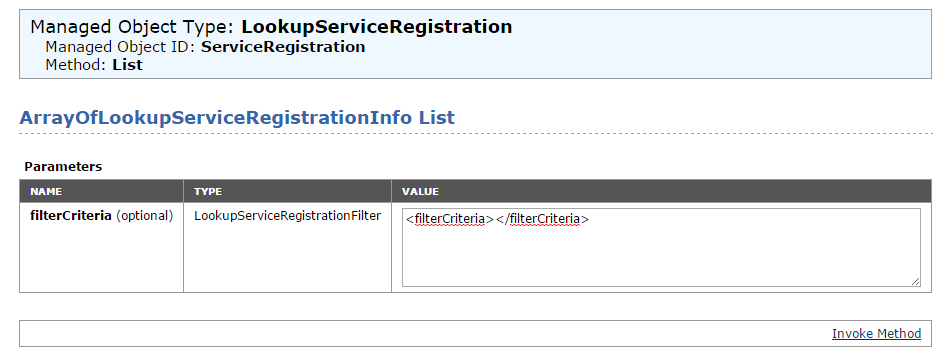 Managed Object Type: LookupServiceRegistration
Managed Object ID: ServiceRegistration
Method: List
ArrayOfLookupServiceRegistrationInfo List
Parameters
NAME TYPE VALUE
filterCriteria (optional) LookupServiceRegistrationFilter <filterCriteria></filterCriteria>
Invoke Method